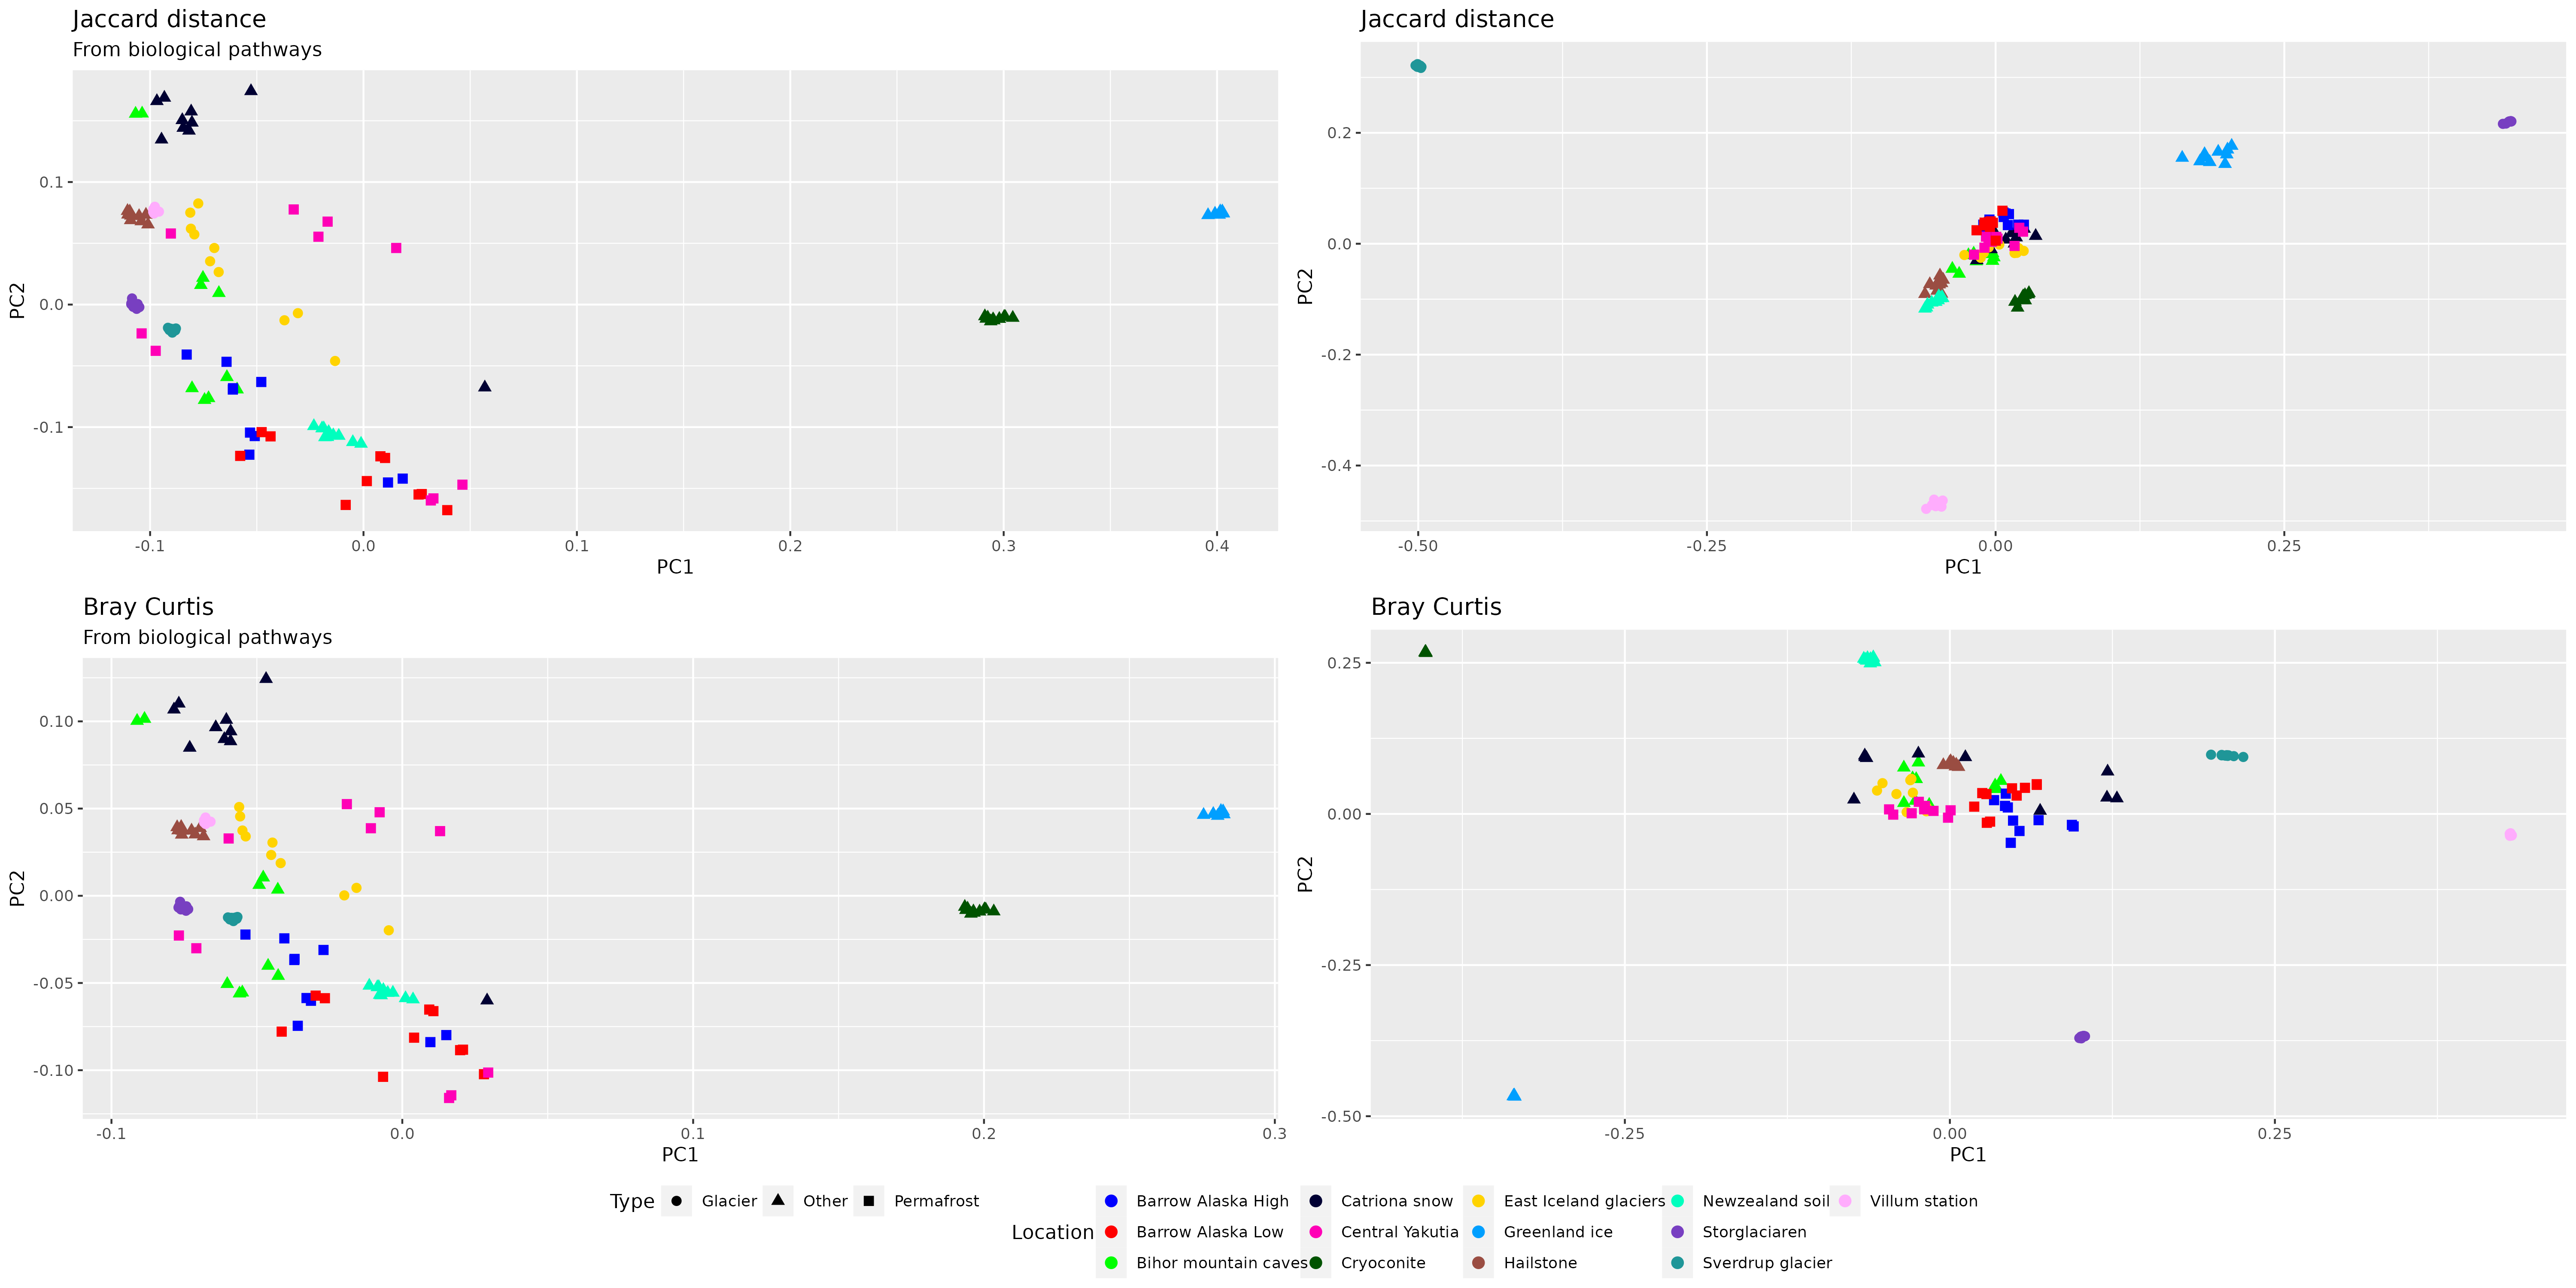 Jaccard distance
From biological pathways
PC2
0.1
0.0
-0.1
-0.1
0.0
0.1
0.2
0.3
0.4
PC1
Jaccard distance
PC2
0.2
0.0
-0.2
-0.4
-0.50
-0.25
0.00
0.25
PC1
Bray Curtis
From biological pathways
PC2
0.10
0.05
0.00
-0.05
-0.10
-0.1
0.0
0.1
0.2
0.3
PC1
Bray Curtis
PC2
0.25
0.00
-0.25
-0.50
-0.25
0.00
0.25
PC1
Type
Glacier
Other
Permafrost
Location
Barrow Alaska High
Barrow Alaska Low
Bihor mountain caves
Catriona snow
Central Yakutia
Cryoconite
East Iceland glaciers
Greenland ice
Hailstone
Newzealand soil
Storglaciaren
Sverdrup glacier
Villum station